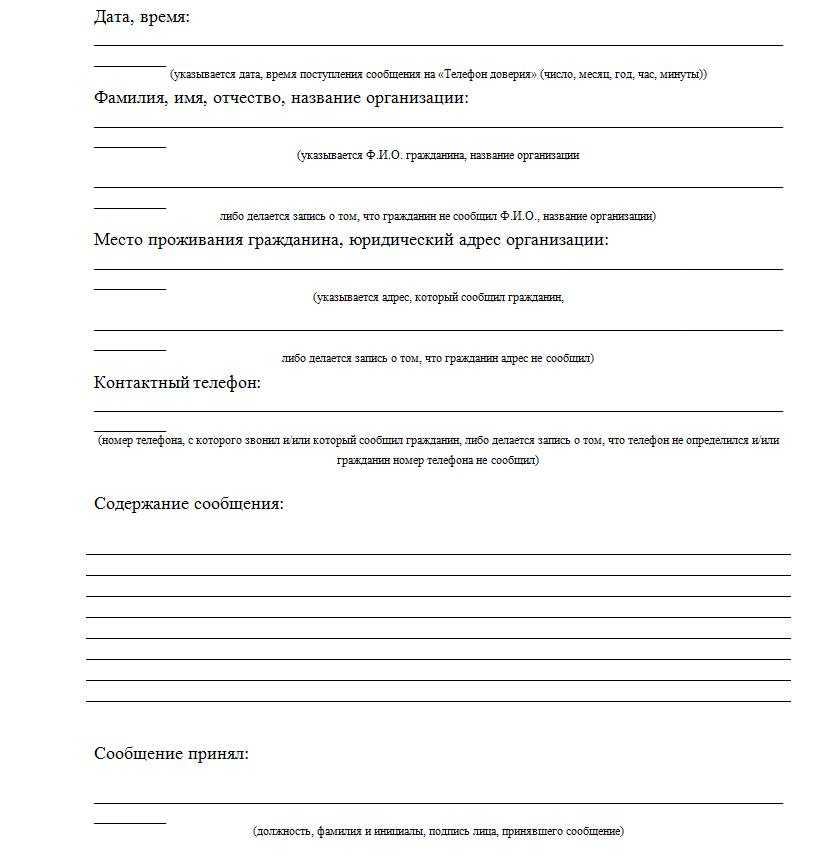 Дата, время:
(указывается дата, время поступления сообщения на «Телефон доверия» (число, месяц, год, час, минуты))
Фамилия, имя, отчество, название организации:
(указывается Ф.И.О. гражданина, название организации
либо делается запись о том, что гражданин не сообщил Ф.И.О., название организации)
Место проживания гражданина, юридический адрес организации:
(указывается адрес, который сообщил гражданин,
либо делается запись о том, что гражданин адрес не сообщил)
Контактный телефон:
(номер телефона, с которого звонил и/или который сообщил гражданин, либо делается запись о том, что телефон не определился и/или
гражданин номер телефона не сообщил)
Содержание сообщения:
Сообщение принял:
(должность, фамилия и инициалы, подпись лица, принявшего сообщение)